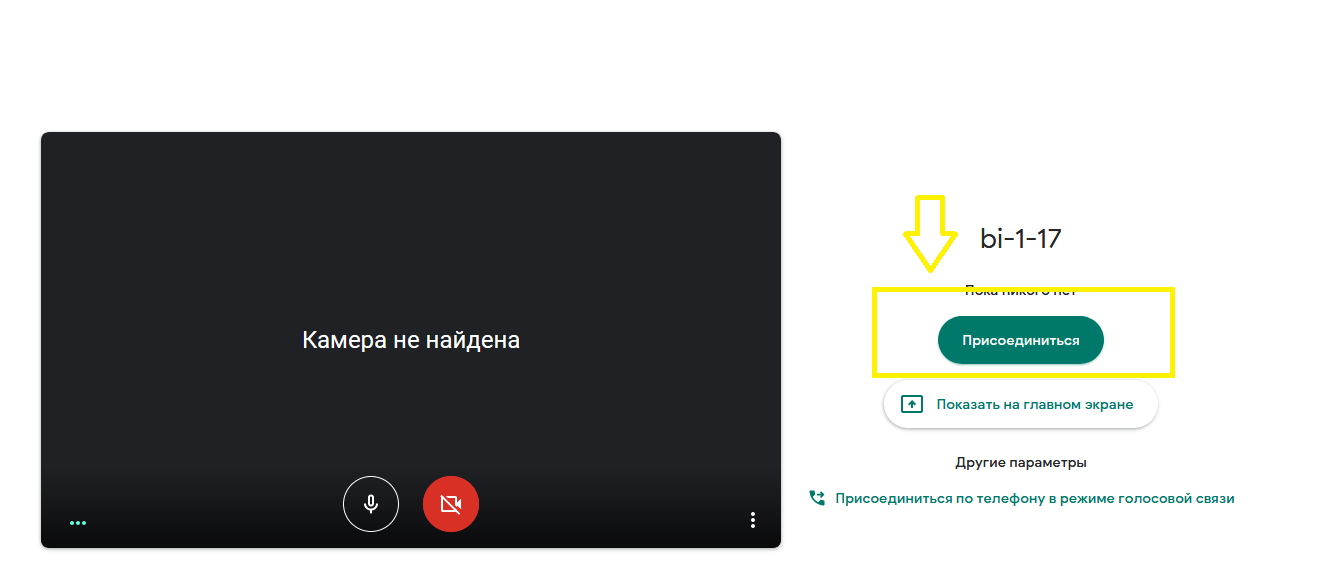 Камера не найдена
bi-1-17
Пока никого нет
Присоединиться
Показать на главном экране
Другие параметры
Присоединиться по телефону в режиме голосовой связи